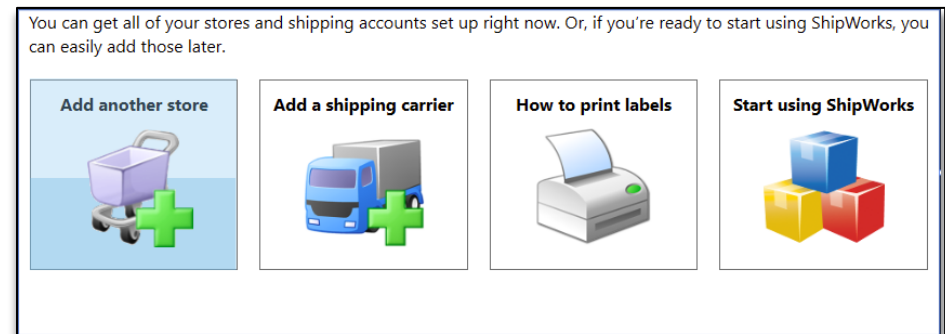 You can get all of your stores and shipping accounts set up right now. Or, if you’re ready to start using ShipWorks, you
can easily add those later.
Add another store
Add a shipping carrier
How to print labels
Start using ShipWorks